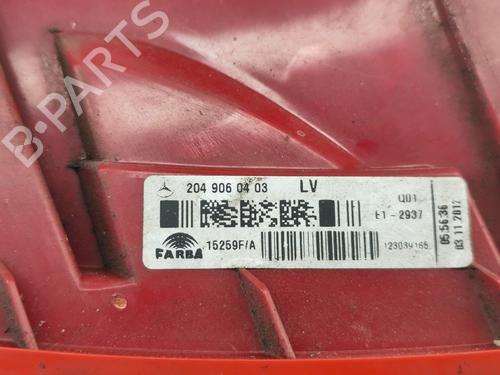 B-PARTS
204 906 04 03 LV
Q01
E1-2937
FARBA
15259F/A
123039165
05:56:36
03.11.2012